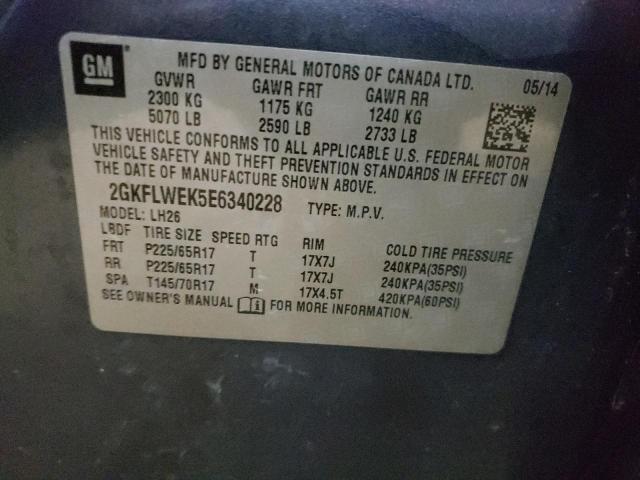 GM
MFD BY GENERAL MOTORS OF CANADA LTD. 05/14
GVWR GAWR FRT GAWR RR
2300 KG 1175 KG 1240 KG
5070 LB 2590 LB 2733 LB
THIS VEHICLE CONFORMS TO ALL APPLICABLE U.S. FEDERAL MOTOR
VEHICLE SAFETY AND THEFT PREVENTION STANDARDS IN EFFECT ON
THE DATE OF MANUFACTURE SHOWN ABOVE.
2GKFLWEK5E6340228 TYPE: M.P.V.
MODEL: LH26
LBDF TIRE SIZE SPEED RTG RIM COLD TIRE PRESSURE
FRT P225/65R17 T 17X7J 240KPA(35PSI)
RR P225/65R17 T 17X7J 240KPA(35PSI)
SPA T145/70R17 M 17X4.5T 420KPA(60PSI)
SEE OWNER'S MANUAL FOR MORE INFORMATION.